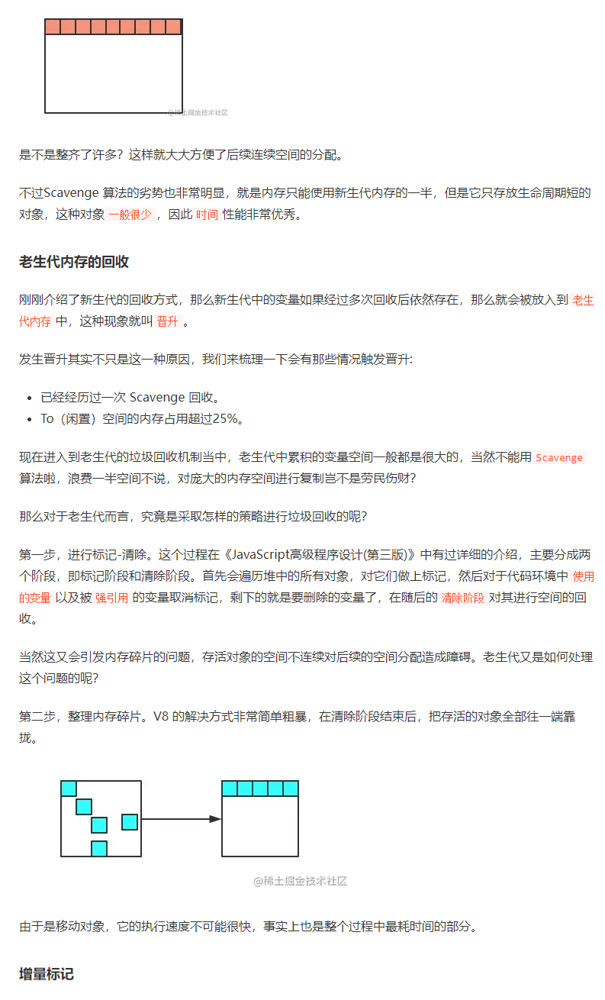 @稀土掘金技术社区
是不是整齐了许多？这样就大大方便了后续连续空间的分配。
不过Scavenge 算法的劣势也非常明显，就是内存只能使用新生代内存的一半，但是它只存放生命周期短的
对象，这种对象 一般很少 ，因此 时间 性能非常优秀。
老生代内存的回收
刚刚介绍了新生代的回收方式，那么新生代中的变量如果经过多次回收后依然存在，那么就会被放入到 老生
代内存 中，这种现象就叫 晋升 。
发生晋升其实不只是这一种原因，我们来梳理一下会有那些情况触发晋升:
• 已经经历过一次 Scavenge 回收。
• To（闲置）空间的内存占用超过25%。
现在进入到老生代的垃圾回收机制当中，老生代中累积的变量空间一般都是很大的，当然不能用 Scavenge
算法啦，浪费一半空间不说，对庞大的内存空间进行复制岂不是劳民伤财？
那么对于老生代而言，究竟是采取怎样的策略进行垃圾回收的呢？
第一步，进行标记-清除。这个过程在《JavaScript高级程序设计(第三版)》中有过详细的介绍，主要分成两
个阶段，即标记阶段和清除阶段。首先会遍历堆中的所有对象，对它们做上标记，然后对于代码环境中 使用
的变量 以及被 强引用 的变量取消标记，剩下的就是要删除的变量了，在随后的 清除阶段 对其进行空间的回
收。
当然这又会引发内存碎片的问题，存活对象的空间不连续对后续的空间分配造成障碍。老生代又是如何处理
这个问题的呢？
第二步，整理内存碎片。V8 的解决方式非常简单粗暴，在清除阶段结束后，把存活的对象全部往一端靠
拢。
@稀土掘金技术社区
由于是移动对象，它的执行速度不可能很快，事实上也是整个过程中最耗时间的部分。
增量标记